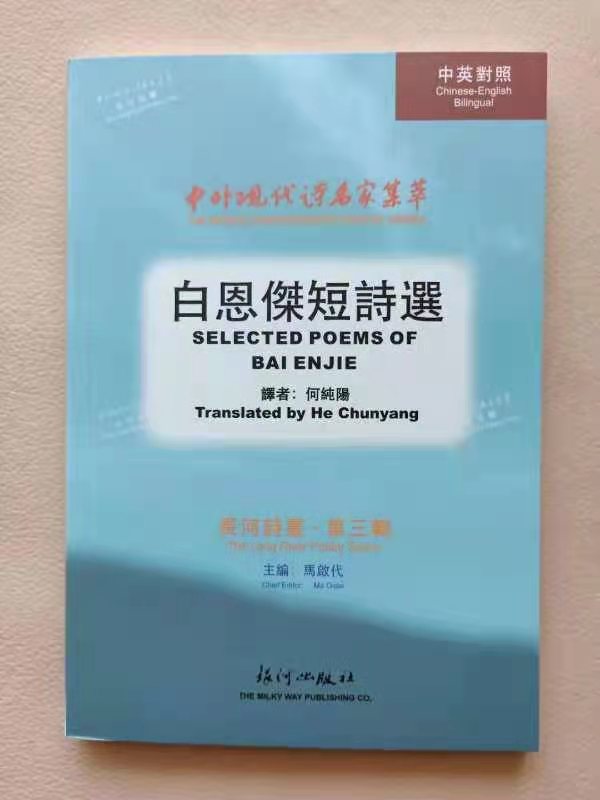 中英對照
Chinese-English
Bilingual
中外現代詩名家集萃
白恩傑短詩選
SELECTED POEMS OF
BAI ENJIE
譯者：何純陽
Translated by He Chunyang
長河詩叢·第三輯
The Long River Poetry Series
主編：馬啟代
Chief Editor: Ma Qidai
銀河出版社
THE MILKY WAY PUBLISHING CO.